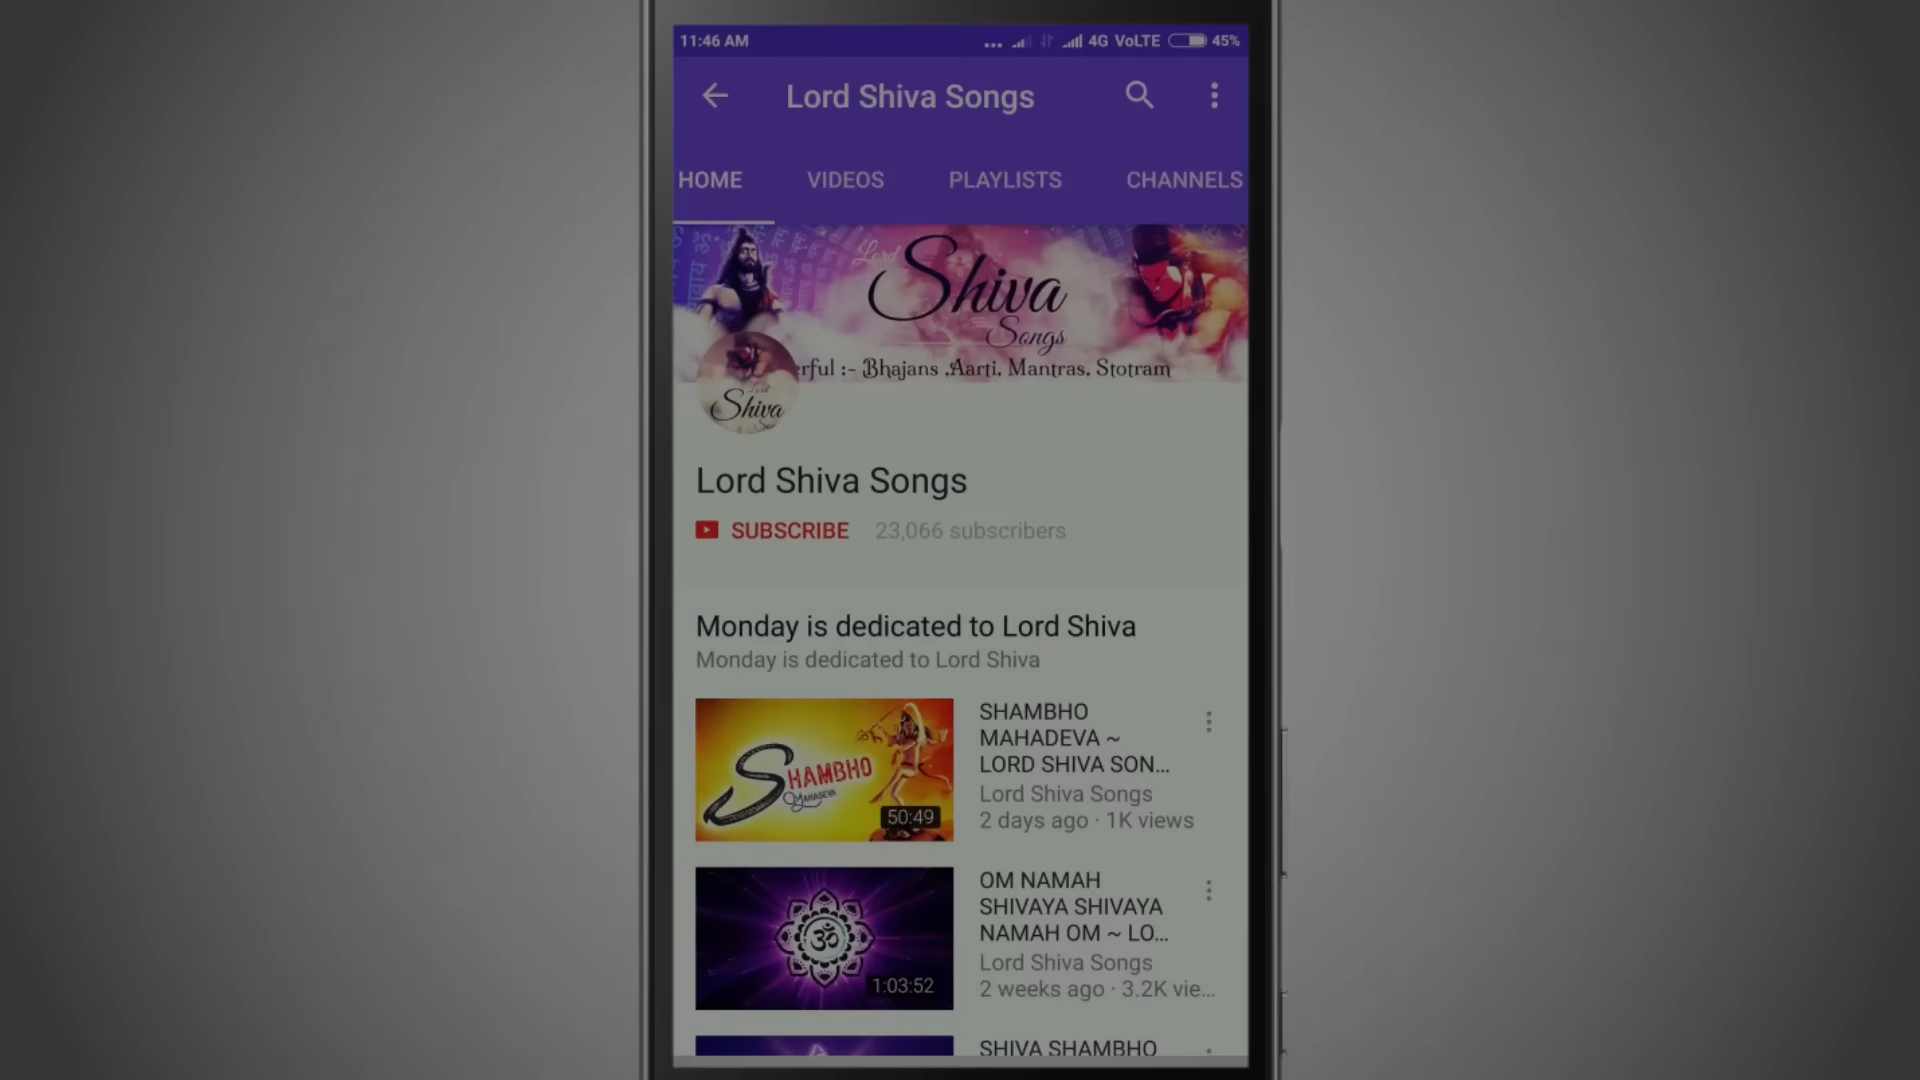 11:46 AM
4G VoLTE 45%
Lord Shiva Songs
HOME VIDEOS PLAYLISTS CHANNELS
Lord
Shiva
Songs
erful :- Bhajans ,Aarti, Mantras, Stotram
Lord
Shiva
Lord Shiva Songs
SUBSCRIBE 23,066 subscribers
Monday is dedicated to Lord Shiva
Monday is dedicated to Lord Shiva
SHAMBHO
MAHADEVA
50:49
SHAMBHO
MAHADEVA ~
LORD SHIVA SON...
Lord Shiva Songs
2 days ago · 1K views
ॐ
1:03:52
OM NAMAH
SHIVAYA SHIVAYA
NAMAH OM ~ LO...
Lord Shiva Songs
2 weeks ago · 3.2K vie...
SHIVA SHAMBHO